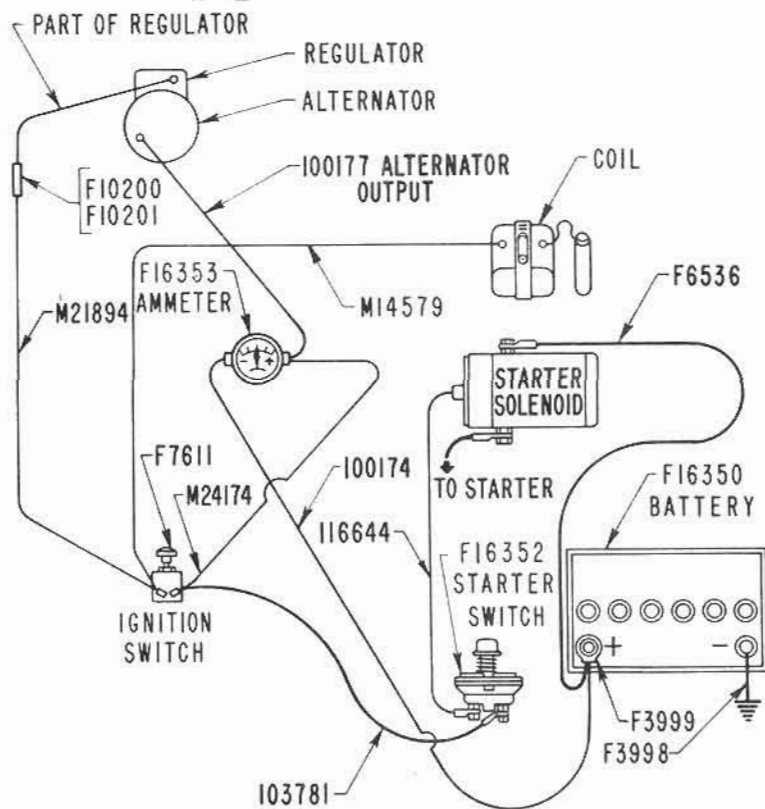 PART OF REGULATOR
REGULATOR
ALTERNATOR
100177 ALTERNATOR
OUTPUT
COIL
F10200
F10201
F16353
AMMETER
M21894
M14579
F6536
STARTER
SOLENOID
TO STARTER
F7611
M24174
100174
116644
F16350
BATTERY
F16352
STARTER
SWITCH
IGNITION
SWITCH
- +
+ -
F3999
F3998
103781